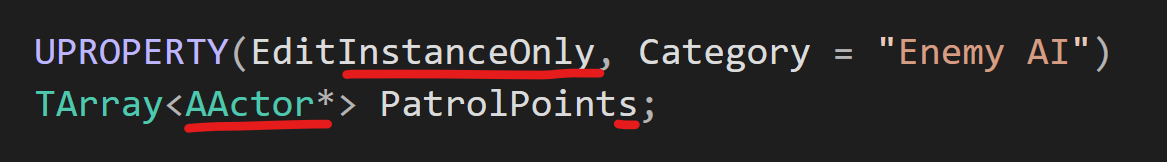 UPROPERTY(EditInstanceOnly, Category = "Enemy AI")
TArray<AActor*> PatrolPoints;